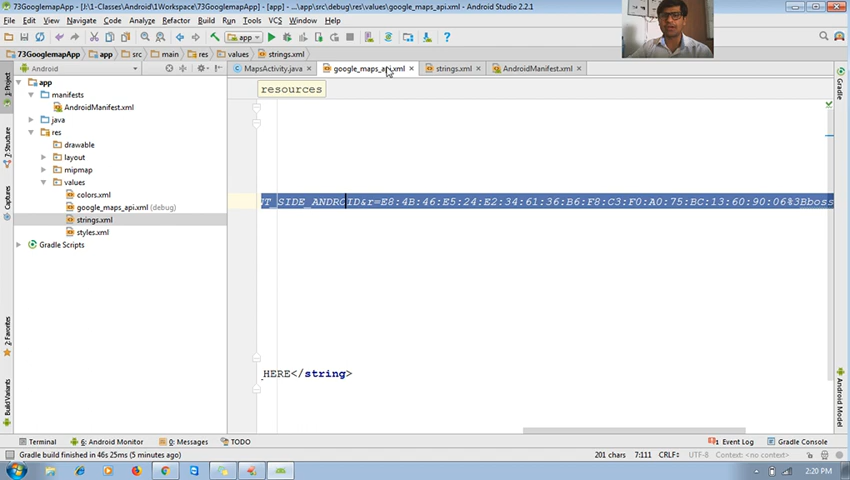 73GooglemapApp - [J:\1-Classes\Android\1Workspace\73GooglemapApp] - [app] - ...\app\src\debug\res\values\google_maps_api.xml - Android Studio 2.2.1
File Edit View Navigate Code Analyze Refactor Build Run Tools VCS Window Help
app
73GooglemapApp app src main res values strings.xml
Android
MapsActivity.java google_maps_api.xml strings.xml AndroidManifest.xml
resources
app
manifests
AndroidManifest.xml
java
res
drawable
layout
mipmap
values
colors.xml
google_maps_api.xml (debug)
strings.xml
styles.xml
Gradle Scripts
1: Project
7: Structure
Captures
2: Favorites
Build Variants
Gradle
Android Model
NT_SIDE_ANDROID&r=E8:4B:46:E5:24:E2:34:61:36:B6:F8:C3:F0:A0:75:BC:13:60:90:06%3Bboss
_HERE</string>
Terminal 6: Android Monitor 0: Messages TODO
1 Event Log Gradle Console
Gradle build finished in 46s 25ms (5 minutes ago)
201 chars 7:111 CRLF÷ UTF-8 ÷ Context: <no context>
2:20 PM